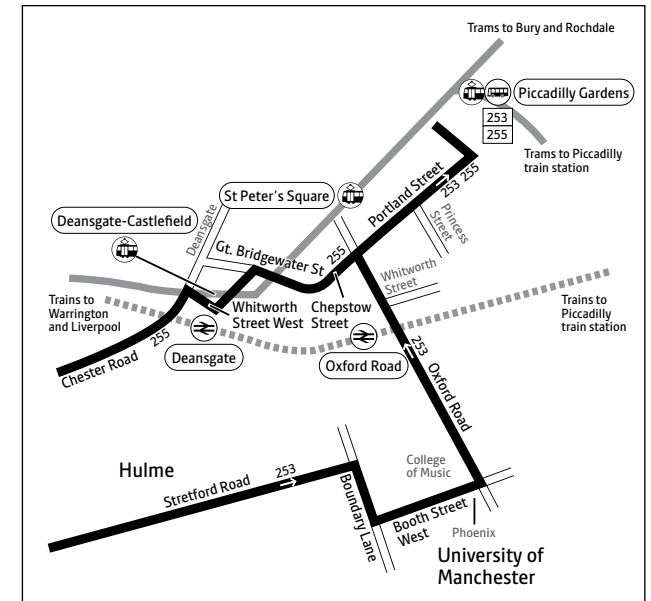 Trams to Bury and Rochdale
Piccadilly Gardens
253
255
Trams to Piccadilly
train station
Portland Street
253 255
St Peter's Square
Princess
Street
Deansgate-Castlefield
Deansgate
Gt. Bridgewater St
255
Whitworth
Street
Trains to
Warrington
and Liverpool
Whitworth
Street West
Chepstow
Street
Trains to
Piccadilly
train station
255
Chester Road
Deansgate
Oxford Road
253
Oxford Road
Hulme
Stretford Road
253
Boundary Lane
College
of Music
Booth Street
West
Phoenix
University of
Manchester